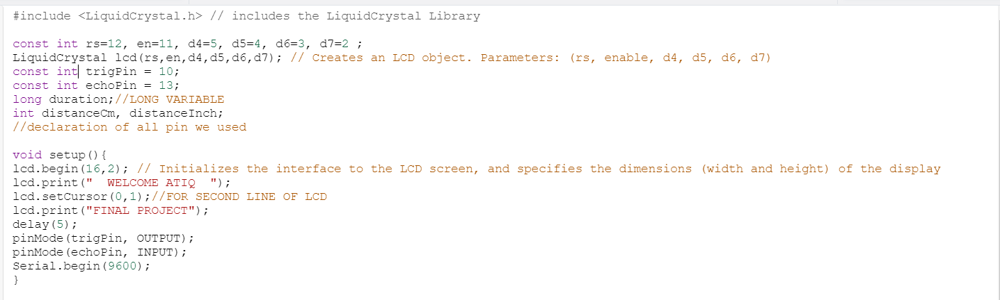 #include <LiquidCrystal.h> // includes the LiquidCrystal Library
const int rs=12, en=11, d4=5, d5=4, d6=3, d7=2 ;
LiquidCrystal lcd(rs,en,d4,d5,d6,d7); // Creates an LCD object. Parameters: (rs, enable, d4, d5, d6, d7)
const int trigPin = 10;
const int echoPin = 13;
long duration;//LONG VARIABLE
int distanceCm, distanceInch;
//declaration of all pin we used
void setup(){
lcd.begin(16,2); // Initializes the interface to the LCD screen, and specifies the dimensions (width and height) of the display
lcd.print("  WELCOME ATIQ  ");
lcd.setCursor(0,1);//FOR SECOND LINE OF LCD
lcd.print("FINAL PROJECT");
delay(5);
pinMode(trigPin, OUTPUT);
pinMode(echoPin, INPUT);
Serial.begin(9600);
}